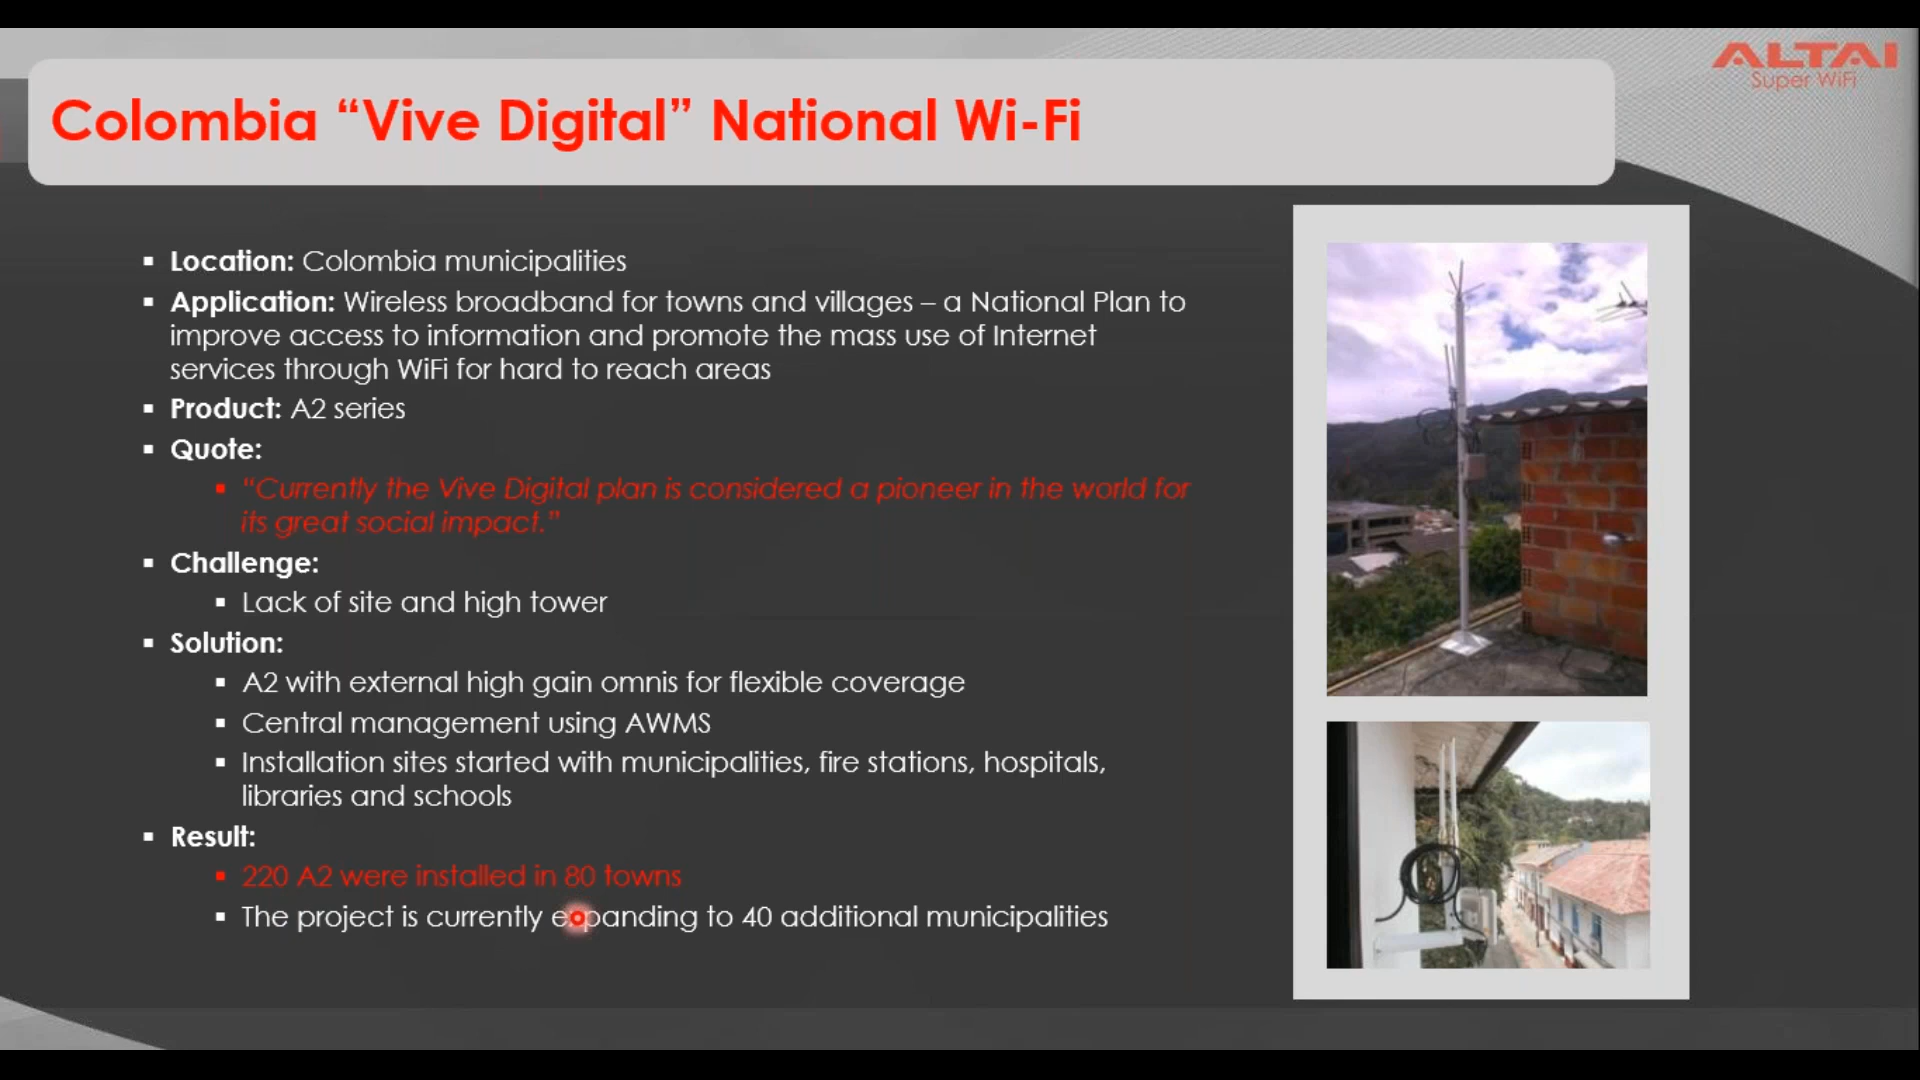 ALTAI
Super WiFi
Colombia “Vive Digital” National Wi-Fi
▪ Location: Colombia municipalities
▪ Application: Wireless broadband for towns and villages – a National Plan to
improve access to information and promote the mass use of Internet
services through WiFi for hard to reach areas
▪ Product: A2 series
▪ Quote:
▪ “Currently the Vive Digital plan is considered a pioneer in the world for
its great social impact.”
▪ Challenge:
▪ Lack of site and high tower
▪ Solution:
▪ A2 with external high gain omnis for flexible coverage
▪ Central management using AWMS
▪ Installation sites started with municipalities, fire stations, hospitals,
libraries and schools
▪ Result:
▪ 220 A2 were installed in 80 towns
▪ The project is currently expanding to 40 additional municipalities